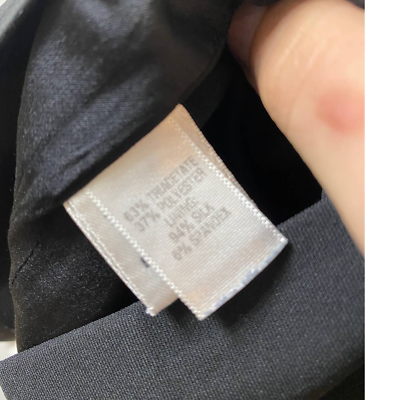 63% TRIACETATE
37% POLYESTER
LINING:
94% SILK
6% SPANDEX